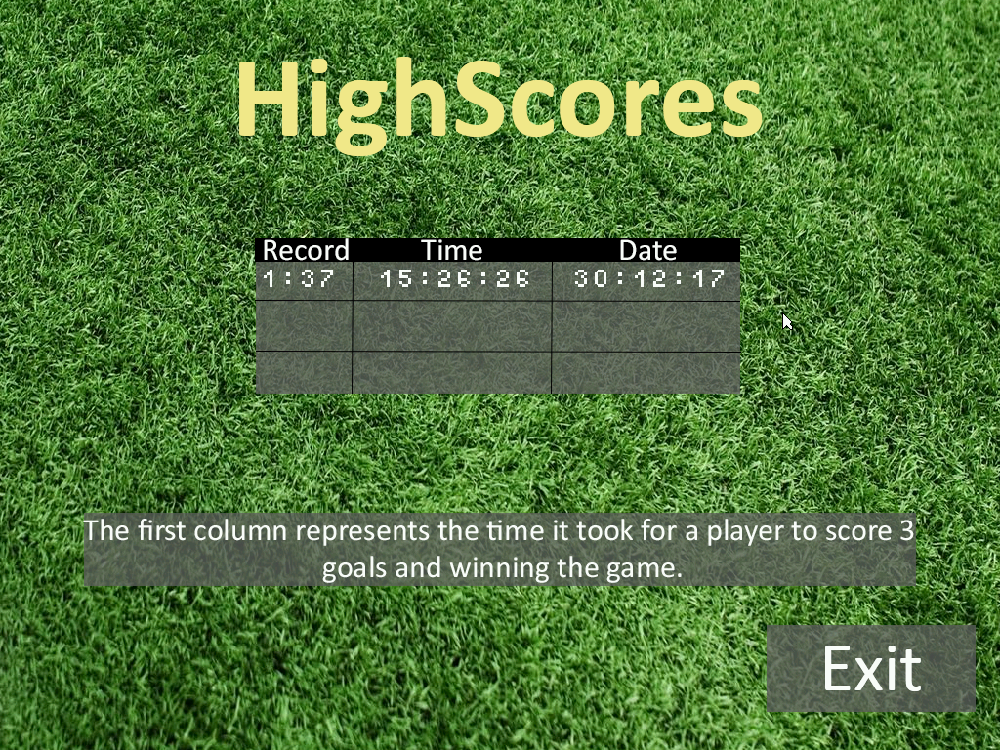 HighScores
Record Time Date
1:37 15:26:26 30:12:17
The first column represents the time it took for a player to score 3
goals and winning the game.
Exit